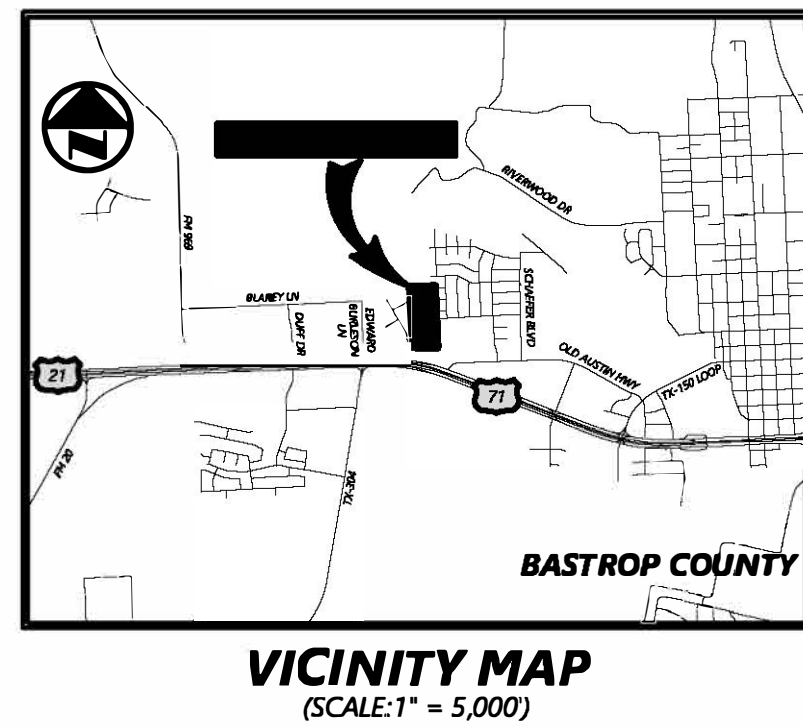 N
RIVERWOOD DR
FM 969
BLAKEY LN
DUFF DR
EDWARD
BURLESON
LN
SCHAEFER BLVD
OLD AUSTIN HWY
TX-150 LOOP
21
71
FM 20
TX-304
BASTROP COUNTY
VICINITY MAP
(SCALE:1" = 5,000')